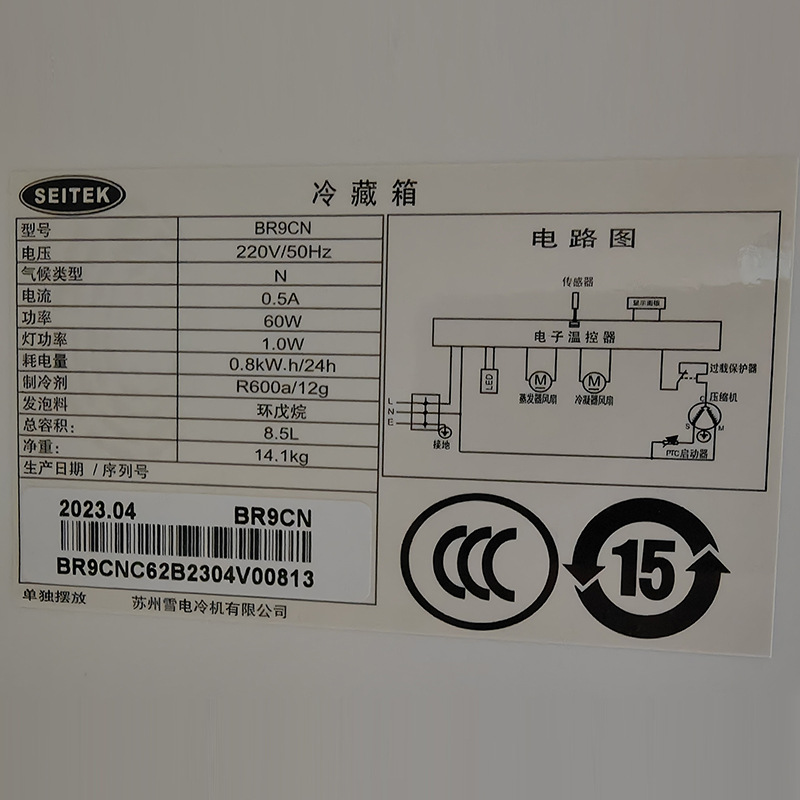 SEITEK
冷藏箱
型号 BR9CN
电压 220V/50Hz
气候类型 N
电流 0.5A
功率 60W
灯功率 1.0W
耗电量 0.8kW.h/24h
制冷剂 R600a/12g
发泡料 环戊烷
总容积: 8.5L
净重: 14.1kg
生产日期 / 序列号
2023.04 BR9CN
BR9CNC62B2304V00813
单独摆放 苏州雪电冷机有限公司
电路图
传感器
显示面板
电子温控器
LED
M
蒸发器风扇
M
冷凝器风扇
过载保护器
C
压缩机
S
M
PTC启动器
L
N
E
接地
CCC
15